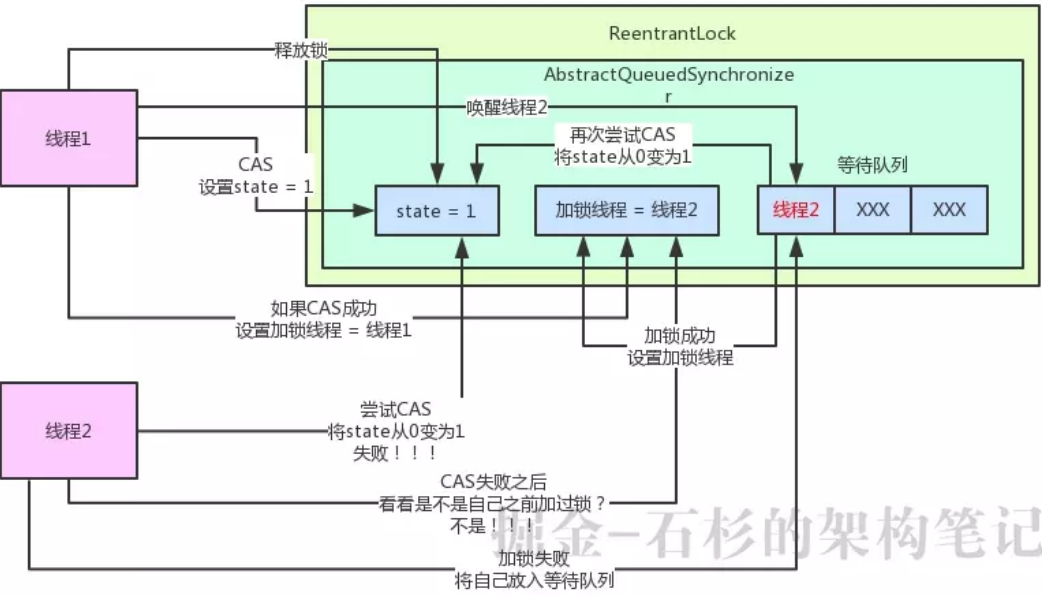 ReentrantLock
释放锁
AbstractQueuedSynchronize
r
唤醒线程2
线程1
再次尝试CAS
将state从0变为1
等待队列
CAS
设置state = 1
state = 1
加锁线程 = 线程2
线程2
XXX
XXX
如果CAS成功
设置加锁线程 = 线程1
加锁成功
设置加锁线程
线程2
尝试CAS
将state从0变为1
失败！！！
CAS失败之后
看看是不是自己之前加过锁？
不是！！！
掘金-石杉的架构笔记
加锁失败
将自己放入等待队列